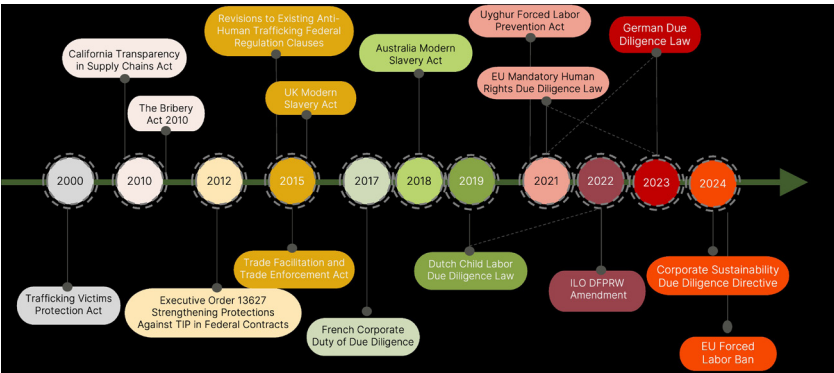 Revisions to Existing Anti-
Human Trafficking Federal
Regulation Clauses
Uyghur Forced Labor
Prevention Act
German Due
Diligence Law
California Transparency
in Supply Chains Act
Australia Modern
Slavery Act
EU Mandatory Human
Rights Due Diligence Law
The Bribery
Act 2010
UK Modern
Slavery Act
2000
2010
2012
2015
2017
2018
2019
2021
2022
2023
2024
Trafficking Victims
Protection Act
Executive Order 13627
Strengthening Protections
Against TIP in Federal Contracts
Trade Facilitation and
Trade Enforcement Act
French Corporate
Duty of Due Diligence
Dutch Child Labor
Due Diligence Law
ILO DFPRW
Amendment
Corporate Sustainability
Due Diligence Directive
EU Forced
Labor Ban